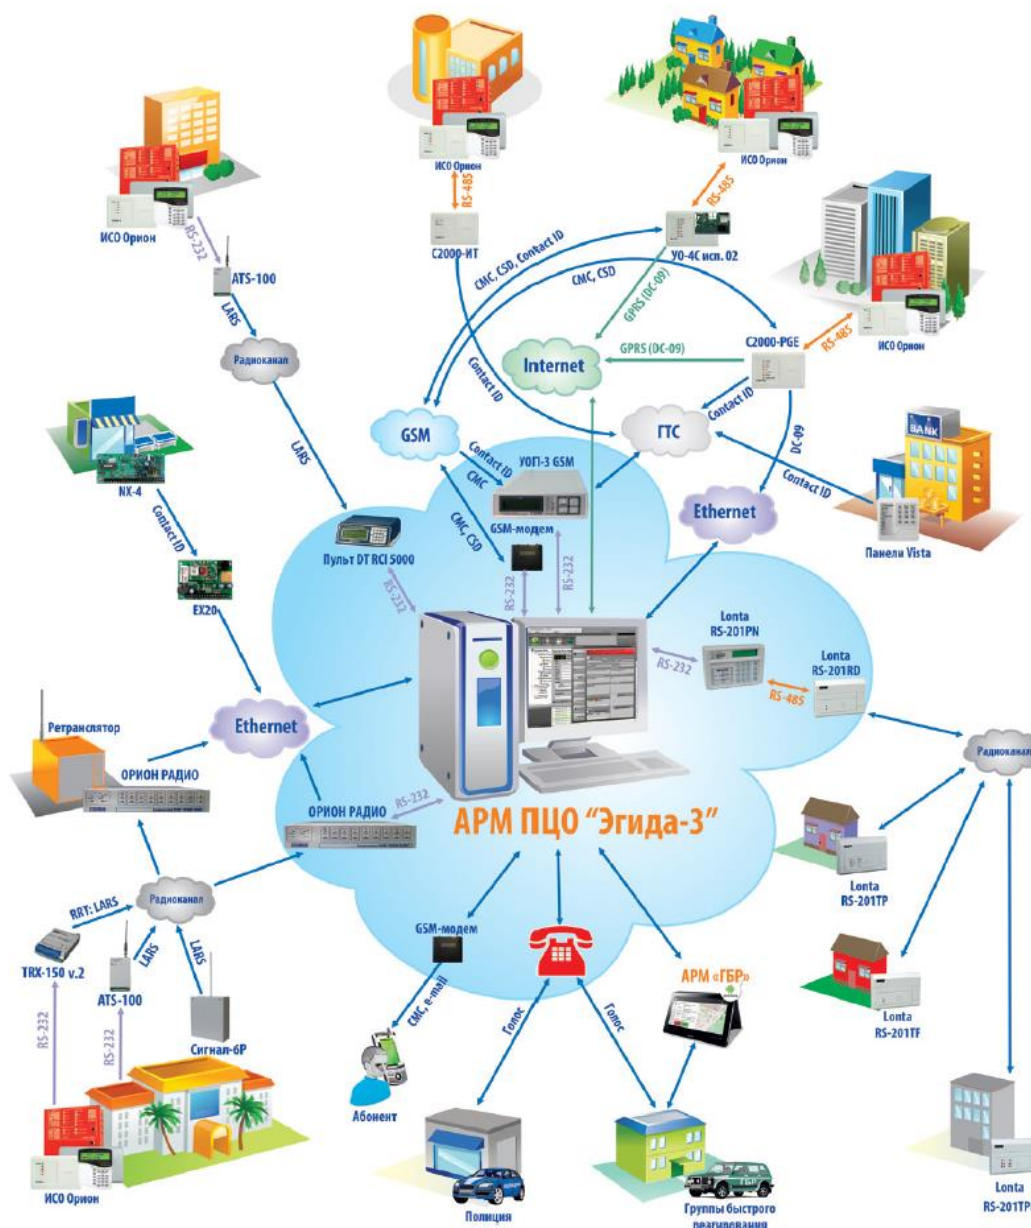 ИСО Орион
RS-485
С2000-ИТ
ИСО Орион
RS-485
УО-4С исп. 02
ИСО Орион
RS-232
ATS-100
LARS
Радиоканал
LARS
СМС, CSD, Contact ID
СМС, CSD
GPRS (DC-09)
Internet
GPRS (DC-09)
С2000-PGE
RS-485
ИСО Орион
Contact ID
Contact ID
DC-09
GSM
ГТС
BANK
Contact ID
Панели Vista
NX-4
Contact ID
EX20
Contact ID
СМС
УОП-3 GSM
GSM-модем
СМС, CSD
Ethernet
Пульт DT RCI 5000
RS-232
RS-232
RS-232
Lonta
RS-201PN
RS-232
Lonta
RS-201RD
RS-485
Ретранслятор
Ethernet
ОРИОН РАДИО
ОРИОН РАДИО
RS-232
АРМ ПЦО “Эгида-3”
Радиоканал
Lonta
RS-201TP
Lonta
RS-201TF
Lonta
RS-201TP
Радиоканал
RRT: LARS
LARS
LARS
TRX-150 v.2
ATS-100
Сигнал-6Р
RS-232
RS-232
ИСО Орион
GSM-модем
СМС, e-mail
Абонент
Голос
Голос
АРМ «ГБР»
Полиция
ГБР
Группы быстрого
реагирования